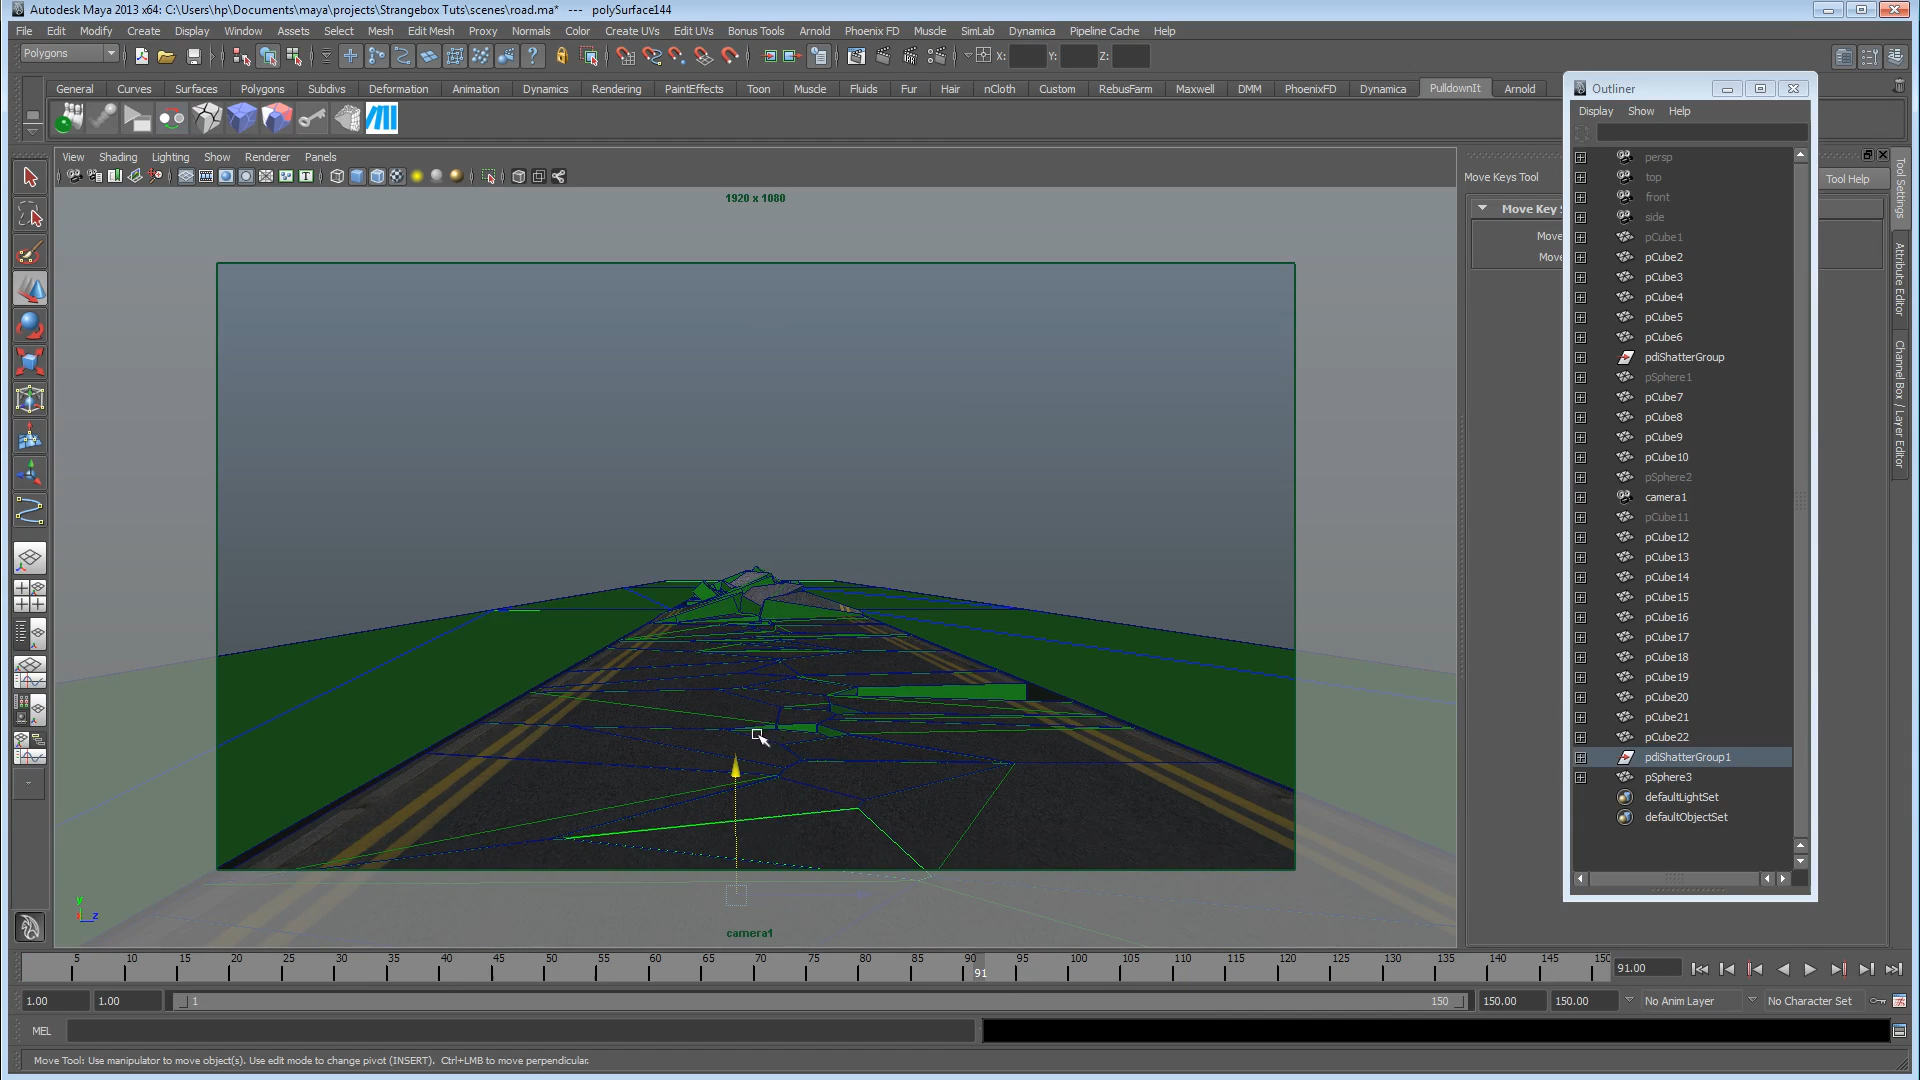 Autodesk Maya 2013 x64: C:\Users\hp\Documents\maya\projects\Strangebox Tuts\scenes\road.ma* --- polySurface144
File Edit Modify Create Display Window Assets Select Mesh Edit Mesh Proxy Normals Color Create UVs Edit UVs Bonus Tools Arnold Phoenix FD Muscle SimLab Dynamica Pipeline Cache Help
Polygons X: Y: Z:
General Curves Surfaces Polygons Subdivs Deformation Animation Dynamics Rendering PaintEffects Toon Muscle Fluids Fur Hair nCloth Custom RebusFarm Maxwell DMM PhoenixFD Dynamica PulldownIt Arnold
View Shading Lighting Show Renderer Panels
1920 x 1080
camera1
y
z
Move Keys Tool
Tool Help
Move Key S
Move
Move
Tool Settings
Attribute Editor
Channel Box / Layer Editor
Outliner
Display Show Help
persp
top
front
side
pCube1
pCube2
pCube3
pCube4
pCube5
pCube6
pdiShatterGroup
pSphere1
pCube7
pCube8
pCube9
pCube10
pSphere2
camera1
pCube11
pCube12
pCube13
pCube14
pCube15
pCube16
pCube17
pCube18
pCube19
pCube20
pCube21
pCube22
pdiShatterGroup1
pSphere3
defaultLightSet
defaultObjectSet
5 10 15 20 25 30 35 40 45 50 55 60 65 70 75 80 85 90 95 100 105 110 115 120 125 130 135 140 145 150
91
91.00
1.00 1.00 1 150 150.00 150.00 No Anim Layer No Character Set
MEL
Move Tool: Use manipulator to move object(s). Use edit mode to change pivot (INSERT). Ctrl+LMB to move perpendicular.